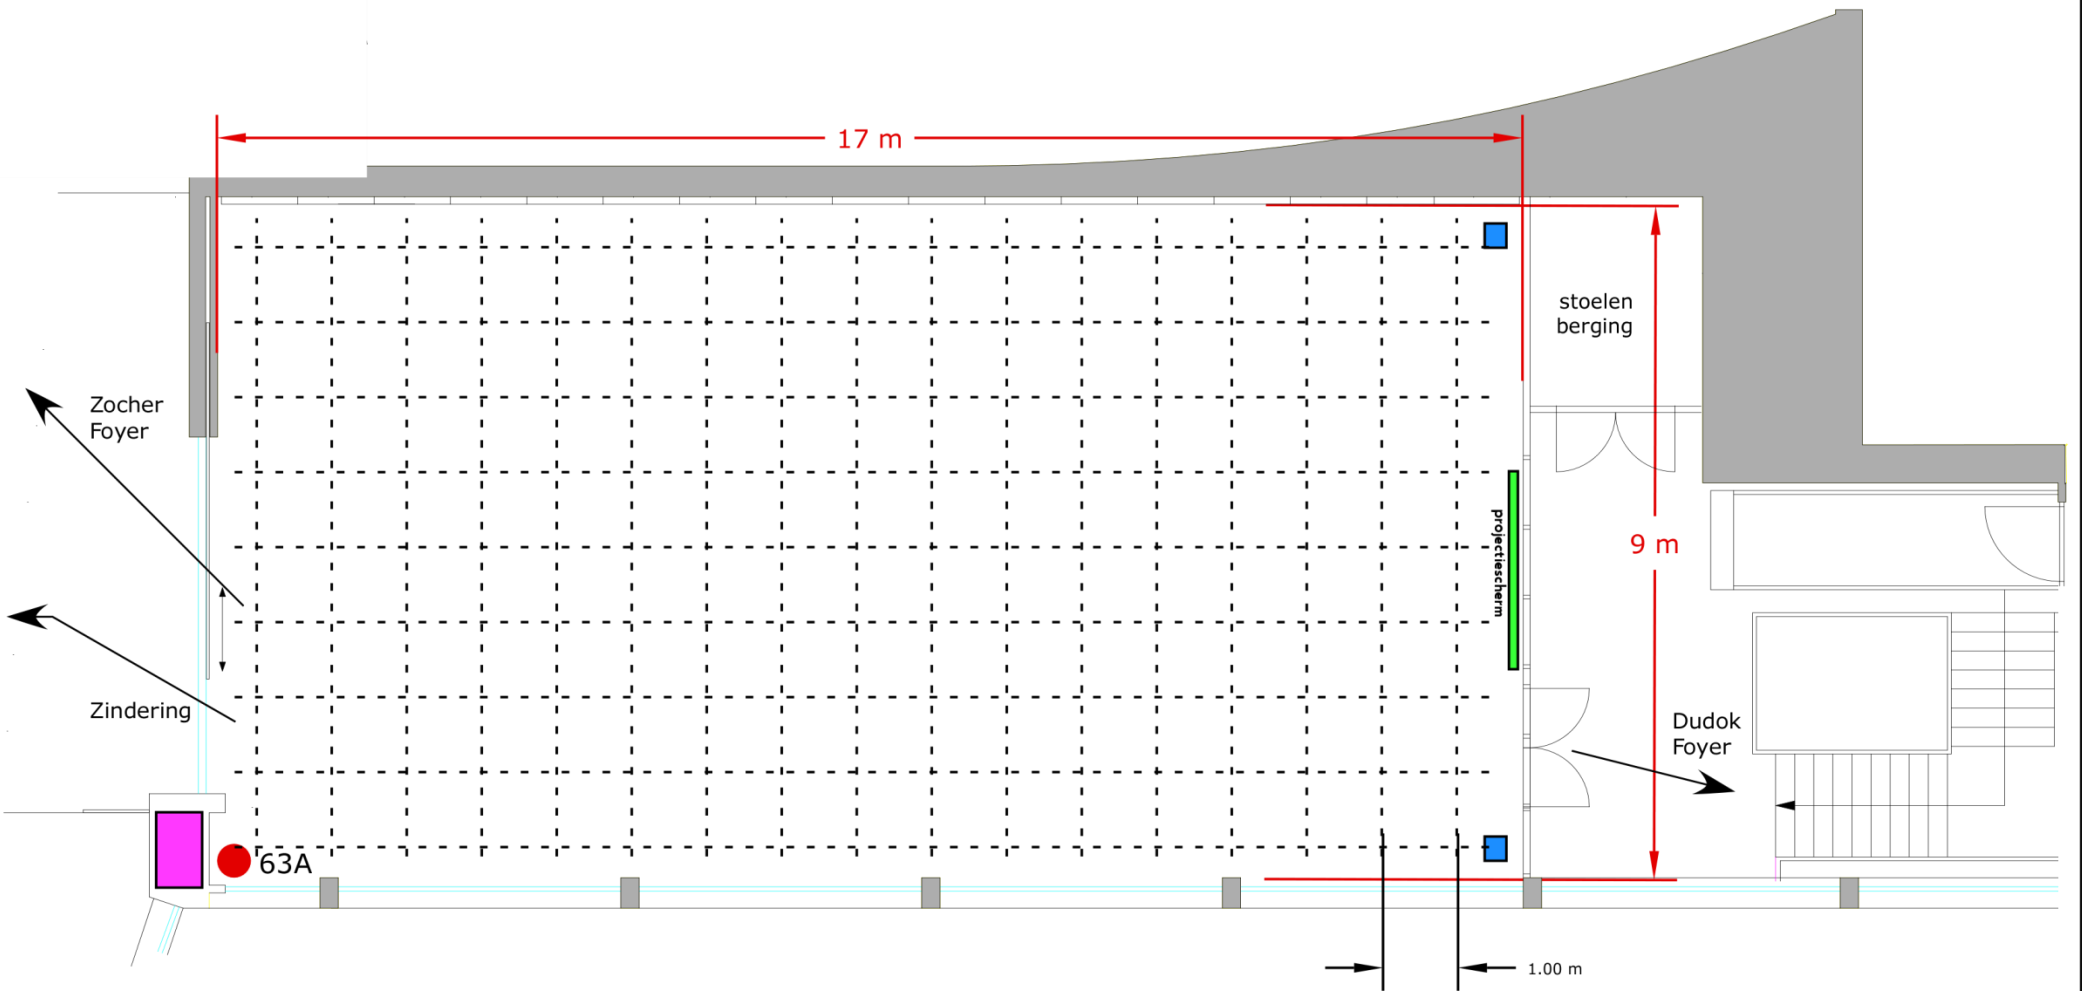 17 m
stoelen
berging
Zocher
Foyer
projectiescherm
9 m
Zindering
Dudok
Foyer
63A
1.00 m